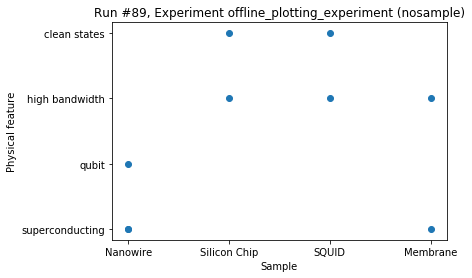 Run #89, Experiment offline_plotting_experiment (nosample)
clean states
high bandwidth
qubit
superconducting
Physical feature
Nanowire Silicon Chip SQUID Membrane
Sample